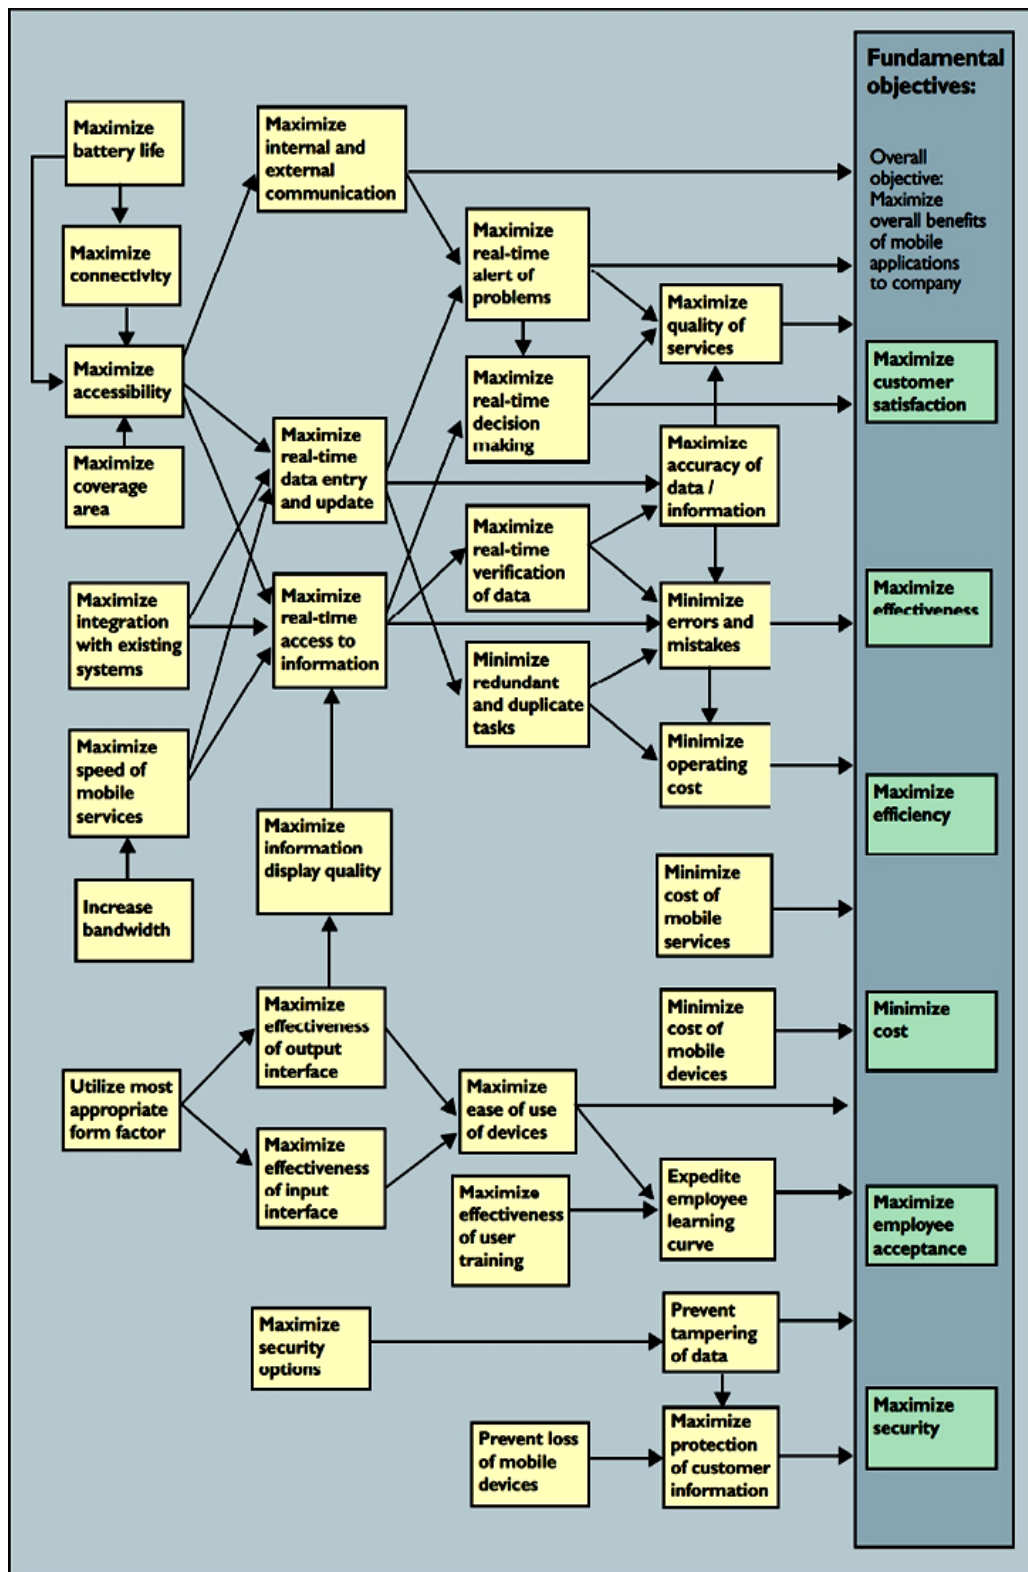 Fundamental
objectives:
Overall
objective:
Maximize
overall benefits
of mobile
applications
to company
Maximize
battery life
Maximize
internal and
external
communication
Maximize
connectivity
Maximize
real-time
alert of
problems
Maximize
quality of
services
Maximize
accessibility
Maximize
real-time
decision
making
Maximize
customer
satisfaction
Maximize
coverage
area
Maximize
real-time
data entry
and update
Maximize
accuracy of
data /
information
Maximize
real-time
verification
of data
Maximize
integration
with existing
systems
Maximize
real-time
access to
information
Minimize
errors and
mistakes
Maximize
effectiveness
Minimize
redundant
and duplicate
tasks
Maximize
speed of
mobile
services
Minimize
operating
cost
Maximize
efficiency
Maximize
information
display quality
Increase
bandwidth
Minimize
cost of
mobile
services
Maximize
effectiveness
of output
interface
Minimize
cost of
mobile
devices
Minimize
cost
Utilize most
appropriate
form factor
Maximize
ease of use
of devices
Maximize
effectiveness
of input
interface
Maximize
effectiveness
of user
training
Expedite
employee
learning
curve
Maximize
employee
acceptance
Maximize
security
options
Prevent
tampering
of data
Prevent loss
of mobile
devices
Maximize
protection
of customer
information
Maximize
security